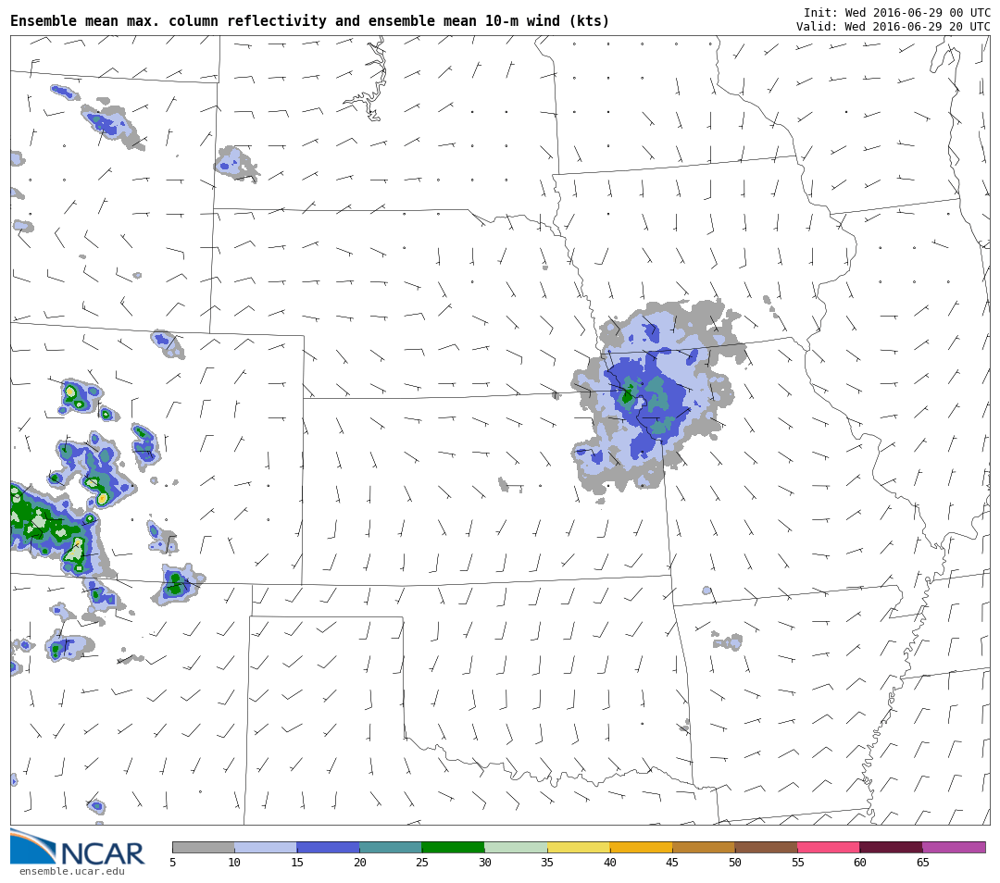 Ensemble mean max. column reflectivity and ensemble mean 10-m wind (kts)
Init: Wed 2016-06-29 00 UTC
Valid: Wed 2016-06-29 20 UTC
NCAR
ensemble.ucar.edu
5 10 15 20 25 30 35 40 45 50 55 60 65